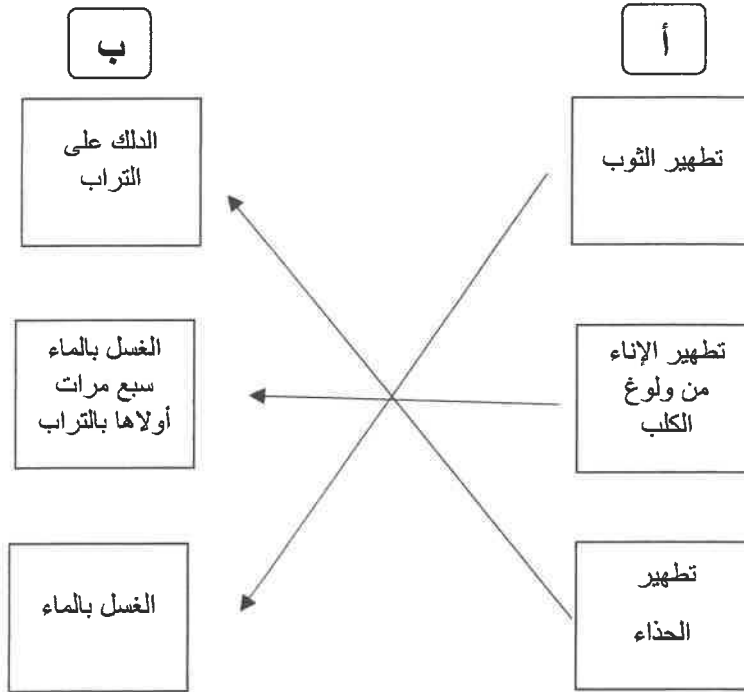 أ
ب
تطهير الثوب
الدلك على
التراب
تطهير الإناء
من ولوغ
الكلب
الغسل بالماء
سبع مرات
أولاها بالتراب
تطهير
الحذاء
الغسل بالماء